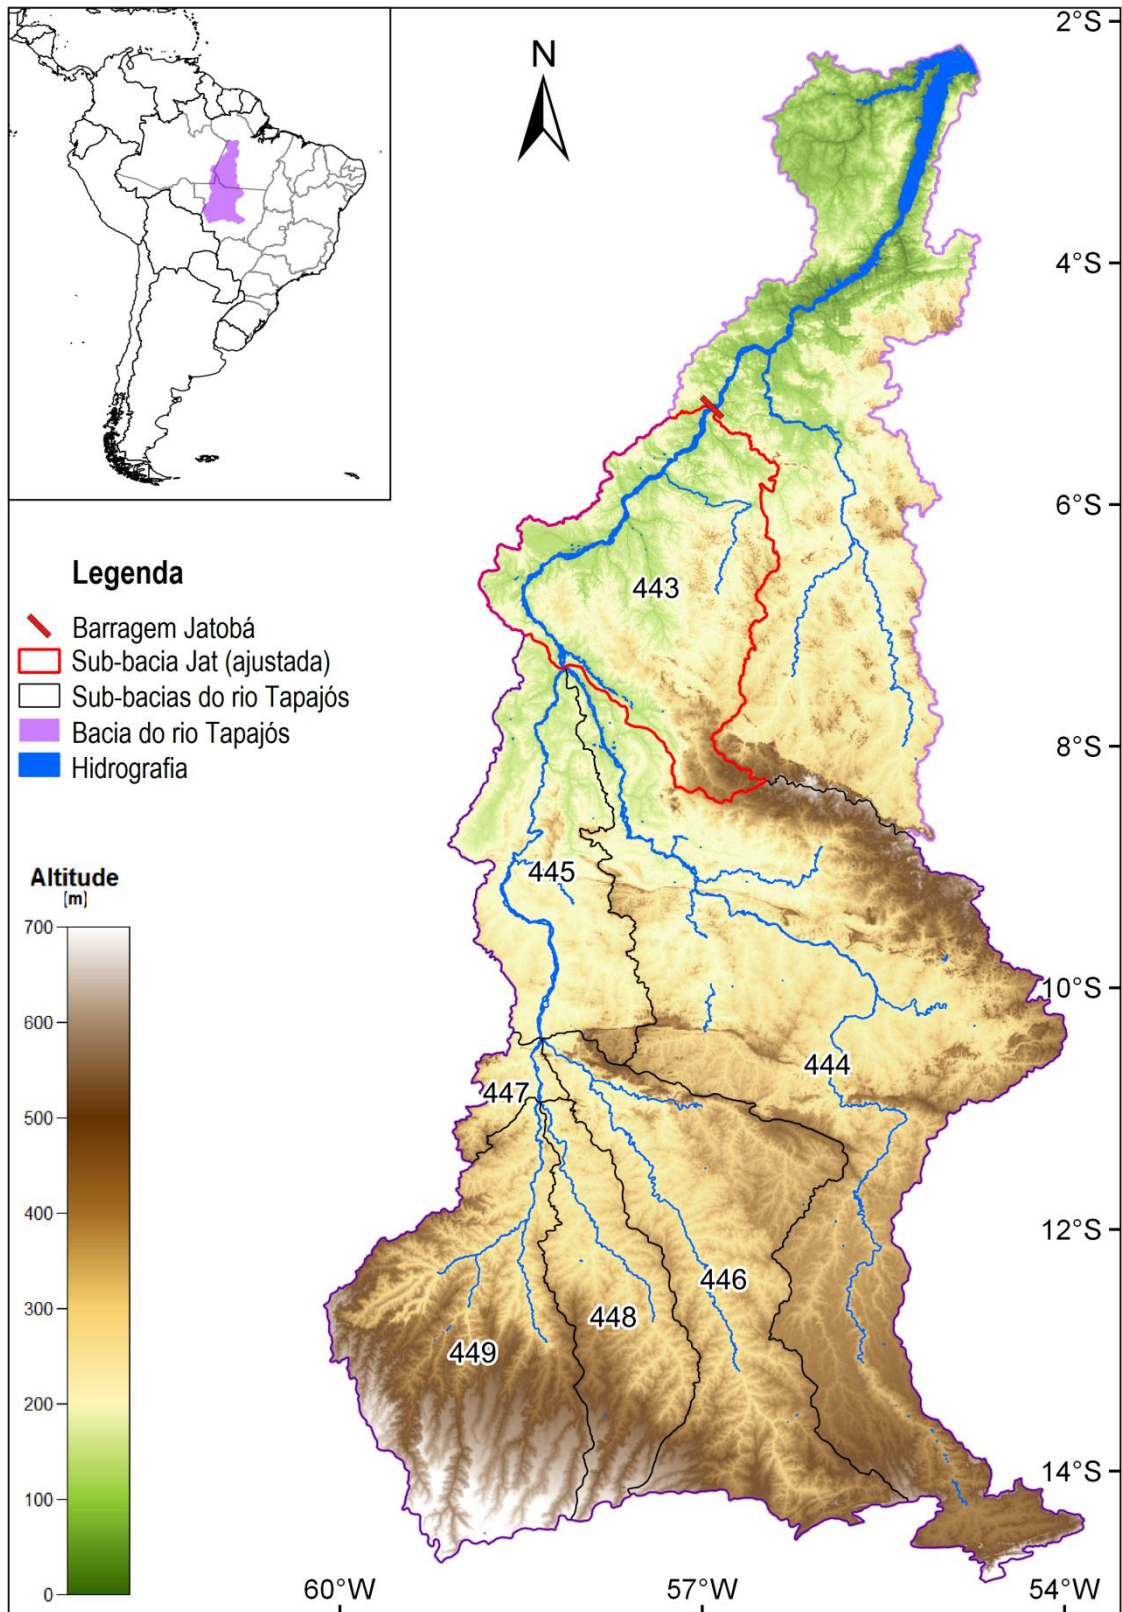 N
2°S
4°S
6°S
8°S
10°S
12°S
14°S
60°W
57°W
54°W
443
445
444
447
446
448
449
Legenda
Barragem Jatobá
Sub-bacia Jat (ajustada)
Sub-bacias do rio Tapajós
Bacia do rio Tapajós
Hidrografia
Altitude
[m]
700
600
500
400
300
200
100
0